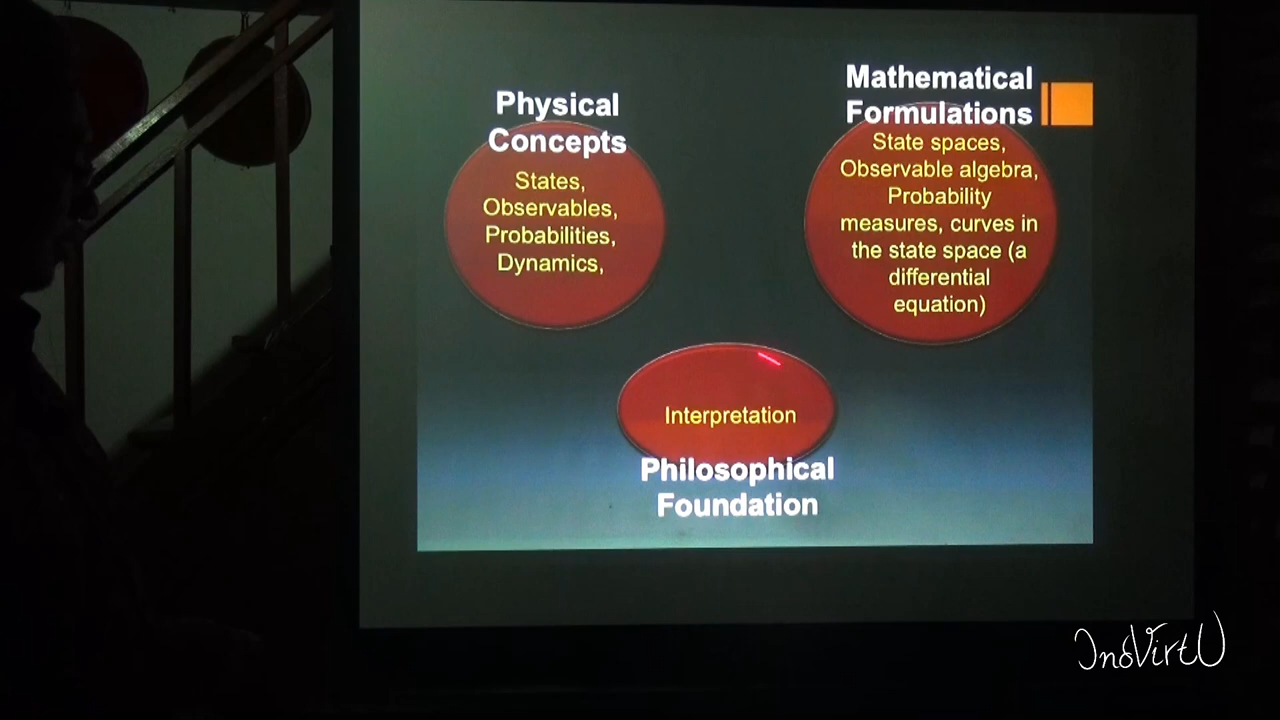 Physical
Concepts
States,
Observables,
Probabilities,
Dynamics,
Mathematical
Formulations
State spaces,
Observable algebra,
Probability
measures, curves in
the state space (a
differential
equation)
Interpretation
Philosophical
Foundation
InoVirtU